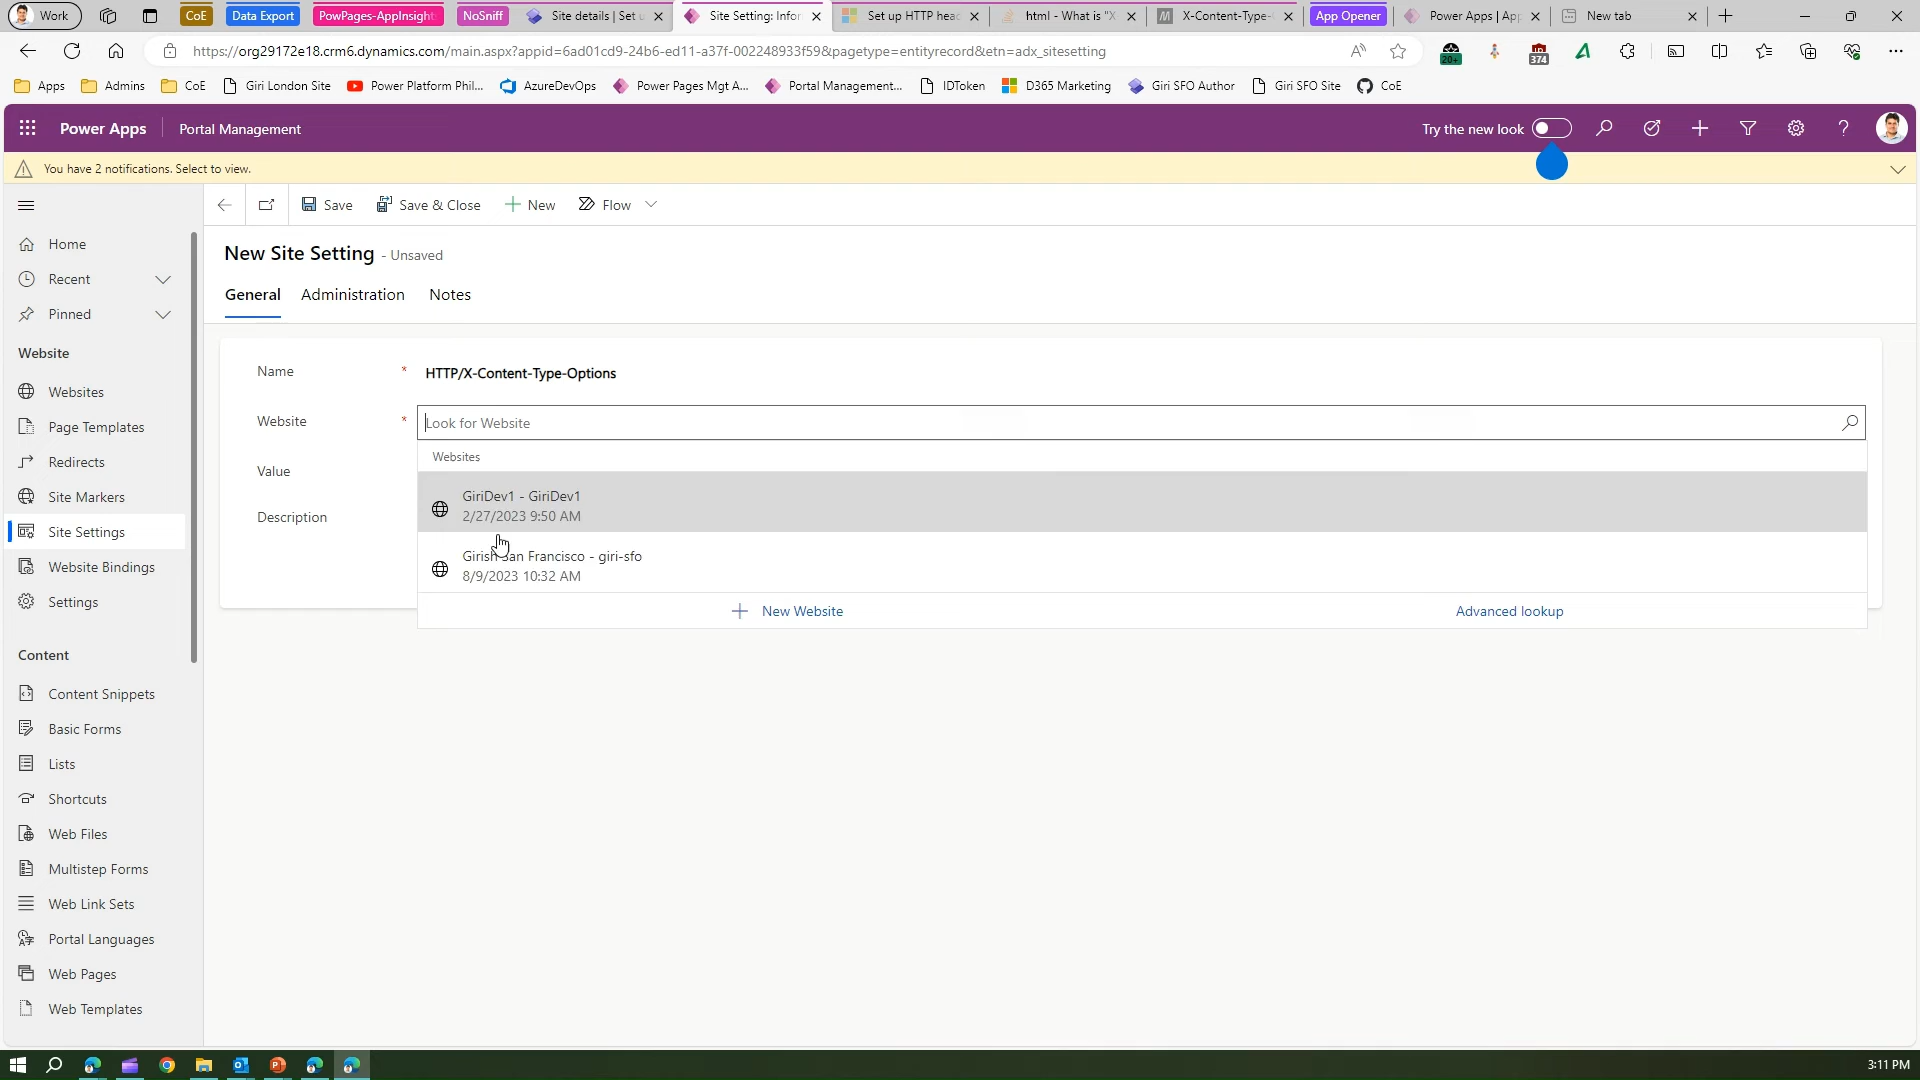 Work
CoE
Data Export
PowPages-AppInsight
NoSniff
Site details | Set u
Site Setting: Infor
Set up HTTP head
html - What is "X
X-Content-Type-
App Opener
Power Apps | App
New tab
https://org29172e18.crm6.dynamics.com/main.aspx?appid=6ad01cd9-24b6-ed11-a37f-002248933f59&pagetype=entityrecord&etn=adx_sitesetting
20+
374
Apps
Admins
CoE
Giri London Site
Power Platform Phil...
AzureDevOps
Power Pages Mgt A...
Portal Management...
IDToken
D365 Marketing
Giri SFO Author
Giri SFO Site
CoE
Power Apps
Portal Management
Try the new look
You have 2 notifications. Select to view.
Save
Save & Close
New
Flow
New Site Setting - Unsaved
General
Administration
Notes
Home
Recent
Pinned
Website
Websites
Page Templates
Redirects
Site Markers
Site Settings
Website Bindings
Settings
Content
Content Snippets
Basic Forms
Lists
Shortcuts
Web Files
Multistep Forms
Web Link Sets
Portal Languages
Web Pages
Web Templates
Name *
HTTP/X-Content-Type-Options
Website *
Look for Website
Websites
Value
GiriDev1 - GiriDev1
2/27/2023 9:50 AM
Description
Girish San Francisco - giri-sfo
8/9/2023 10:32 AM
New Website
Advanced lookup
3:11 PM